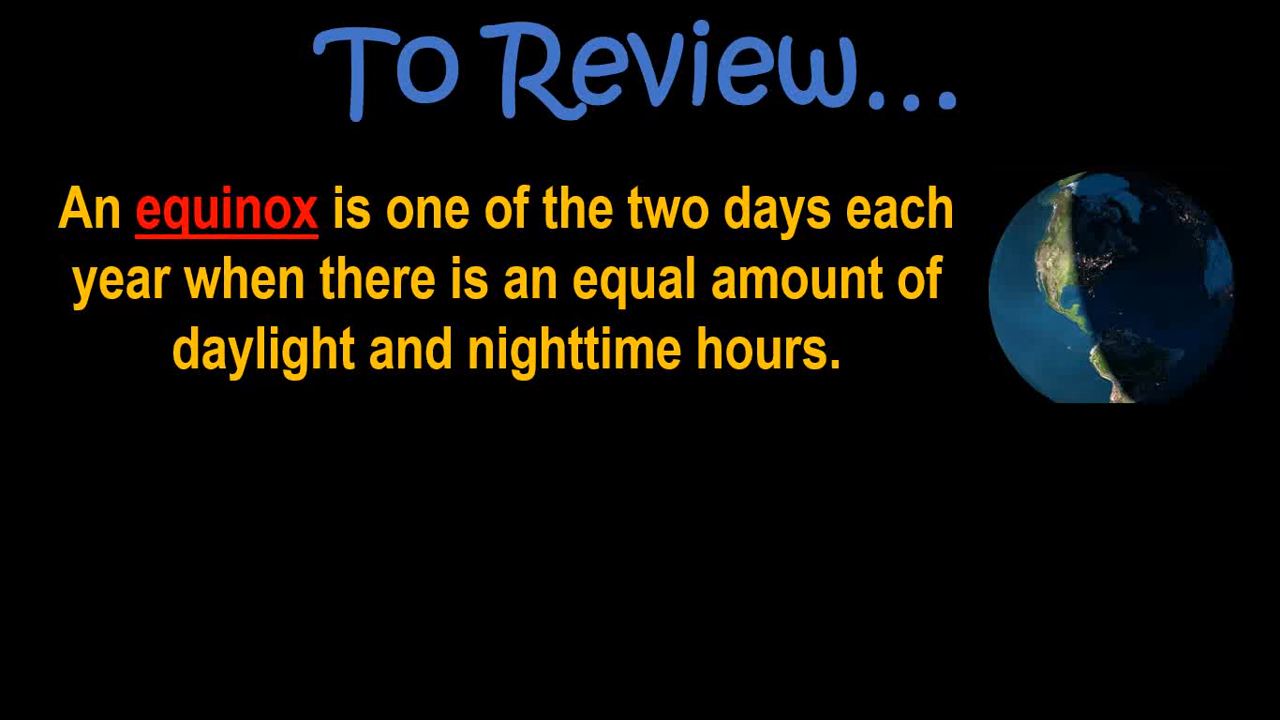 To Review...
An equinox is one of the two days each
year when there is an equal amount of
daylight and nighttime hours.